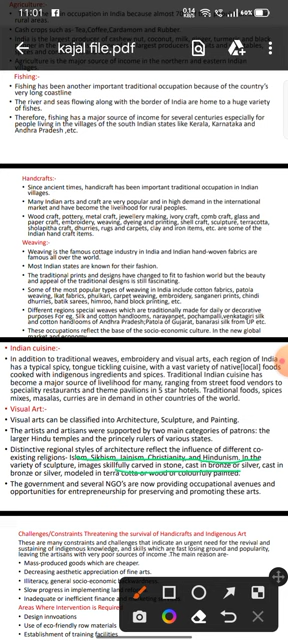 11:01
0.14 KB/S
60%
kajal file.pdf
Agriculture:-
rural areas.
Cash crops such as- Tea,Coffee,Cardamom and Rubber.
Agriculture is the major source of income in the northern and eastern Indian
villages.
Fishing:-
Fishing has been another important traditional occupation because of the country's
very long coastline
The river and seas flowing along with the border of India are home to a huge variety
of fishes.
Therefore, fishing has a major source of income for several centuries especially for
people living in the villages of the south Indian states like Kerala, Karnataka and
Andhra Pradesh ,etc.
Handcrafts:-
Since ancient times, handicraft has been important traditional occupation in Indian
villages.
Many Indian arts and craft are very popular and in high demand in the international
market and have become the livelihood for rural peoples.
Wood craft, pottery, metal craft, jewellery making, ivory craft, comb craft, glass and
paper craft, embroidery, weaving, dyeing and printing, shell craft, sculpture, terracotta,
sholapitha craft, dhurries, rugs and carpets, clay and iron items, etc. are some of the
Indian hand craft items.
Weaving:-
Weaving is the famous cottage industry in India and Indian hand-woven fabrics are
famous all over the world.
Most Indian states are known for their fashion.
The traditional prints and designs have changed to fit to fashion world but the beauty
and appeal of the traditional designs is still fascinating.
Some of the most popular types of weaving in India include cotton fabrics, patola
weaving, Ikat fabrics, phulkari, carpet weaving, embroidery, sanganeri prints, chindi
dhurries, batik sarees, himroo, hand block printing, etc.
Different regions special weaves which are traditionally made for daily or decorative
purposes For eg. Silk and cotton handlooms, narayanpet, pochampalli,venkatagiri silk
and cotton handlooms of Andhra Pradesh;Patola of Gujarat, banarasi silk from UP etc.
These occupations reflect the base of the socio-economic culture. In the new global
market and economy
Indian cuisine:-
In addition to traditional weaves, embroidery and visual arts, each region of India
has a typical spicy, tongue tickling cuisine, with a vast variety of native[local] foods
cooked with indigenous ingredients and spices. Traditional Indian cuisine has
become a major source of livelihood for many, ranging from street food vendors to
speciality restaurants and theme pavilions in 5 star hotels. Traditional foods, spices
mixes, masalas, curries are in demand in other countries of the world.
Visual Art:-
Visual arts can be classified into Architecture, Sculpture, and Painting.
The artists and artisans were supported by two main categories of patrons: the
larger Hindu temples and the princely rulers of various states.
Distinctive regional styles of architecture reflect the influence of different co-
existing religions- Islam, Sikhism, Jainism, Christianity, and Hinduism. In the
variety of sculpture, images skillfully carved in stone, cast in bronze or silver, cast in
bronze or silver, modeled in terra cotta or wood or colourfully painted.
The government and several NGO's are now providing occupational avenues and
opportunities for entrepreneurship for preserving and promoting these arts.
Challenges/Constraints Threatening the survival of Handicrafts and Indigenous Art
These are many constraints and challenges that indicate an urgent need for the revival and
sustaining of indigenous knowledge, and skills which are fast losing ground and popularity,
leaving the artisans with very poor sources of income .The main reason are-
Mass-produced goods which are cheaper.
Decreasing aesthetic appreciation of fine arts.
Illiteracy, general socio-economic
Slow progress in implementing land
Inadequate or inefficient finance and
Areas Where Intervention is Required
Design innovations
Use of eco-friendly row materials
Establishment of training facilities